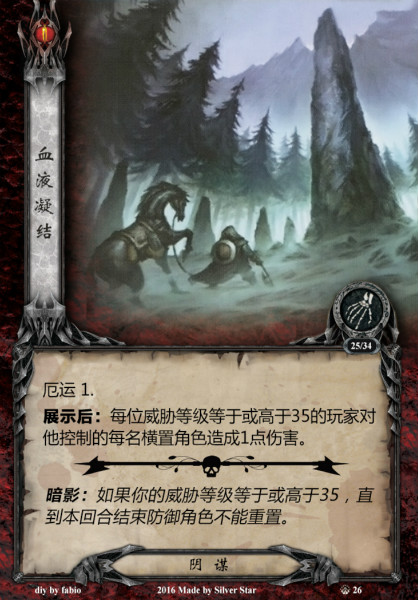 血液凝结
25/34
厄运 1.
展示后：每位威胁等级等于或高于35的玩家对
他控制的每名横置角色造成1点伤害。
暗影：如果你的威胁等级等于或高于35，直
到本回合结束防御角色不能重置。
阴谋
diy by fabio
2016 Made by Silver Star
26